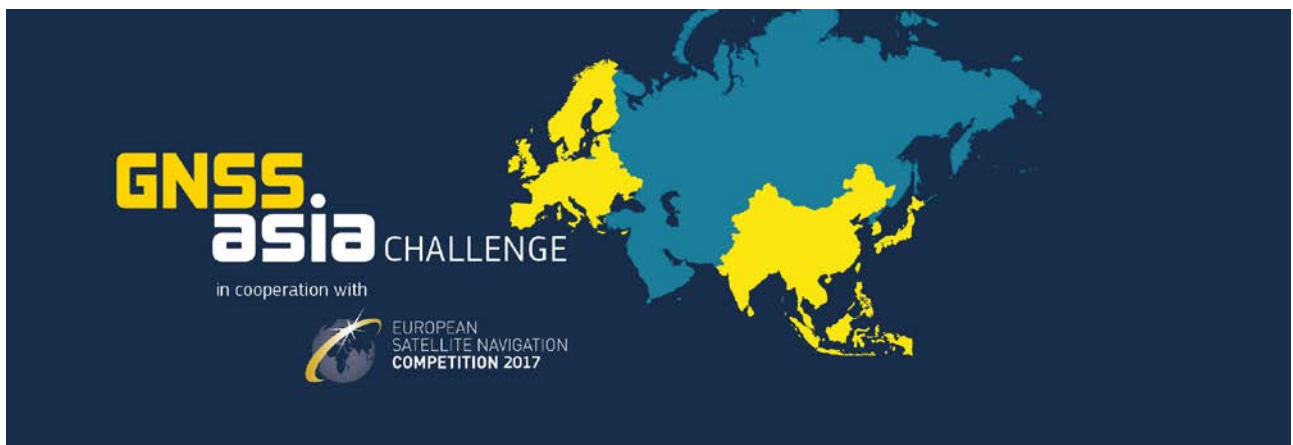 GNSS.
asia CHALLENGE
in cooperation with
EUROPEAN
SATELLITE NAVIGATION
COMPETITION 2017